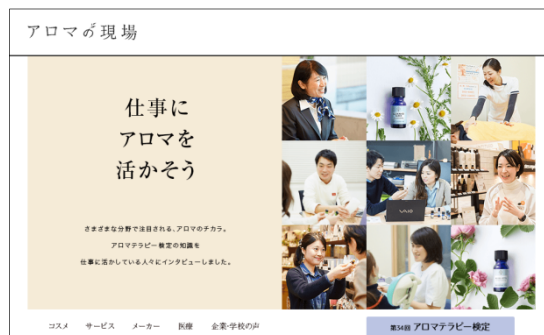 アロマの現場
仕事に
アロマを
活かそう
さまざまな分野で注目される、アロマのチカラ。
アロマテラピー検定の知識を
仕事に活かしている人々にインタビューしました。
VAIO
コスメ サービス メーカー 医療 企業・学校の声
第34回 アロマテラピー検定